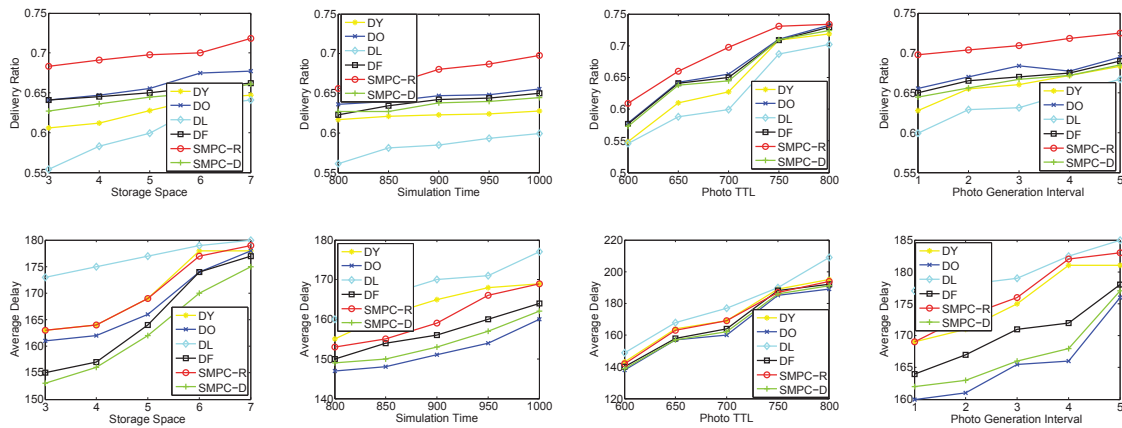 0.75
0.7
0.65
0.6
0.55
Delivery Ratio
3 4 5 6 7
Storage Space
DY
DO
DL
DF
SMPC-R
SMPC-D
0.75
0.7
0.65
0.6
0.55
Delivery Ratio
800 850 900 950 1000
Simulation Time
DY
DO
DL
DF
SMPC-R
SMPC-D
0.75
0.7
0.65
0.6
0.55
0.5
Delivery Ratio
600 650 700 750 800
Photo TTL
DY
DO
DL
DF
SMPC-R
SMPC-D
0.75
0.7
0.65
0.6
0.55
Delivery Ratio
1 2 3 4 5
Photo Generation Interval
DY
DO
DL
DF
SMPC-R
SMPC-D
180
175
170
165
160
155
150
Average Delay
3 4 5 6 7
Storage Space
DY
DO
DL
DF
SMPC-R
SMPC-D
180
170
160
150
140
Average Delay
800 850 900 950 1000
Simulation Time
DY
DO
DL
DF
SMPC-R
SMPC-D
220
200
180
160
140
120
Average Delay
600 650 700 750 800
Photo TTL
DY
DO
DL
DF
SMPC-R
SMPC-D
185
180
175
170
165
160
Average Delay
1 2 3 4 5
Photo Generation Interval
DY
DO
DL
DF
SMPC-R
SMPC-D